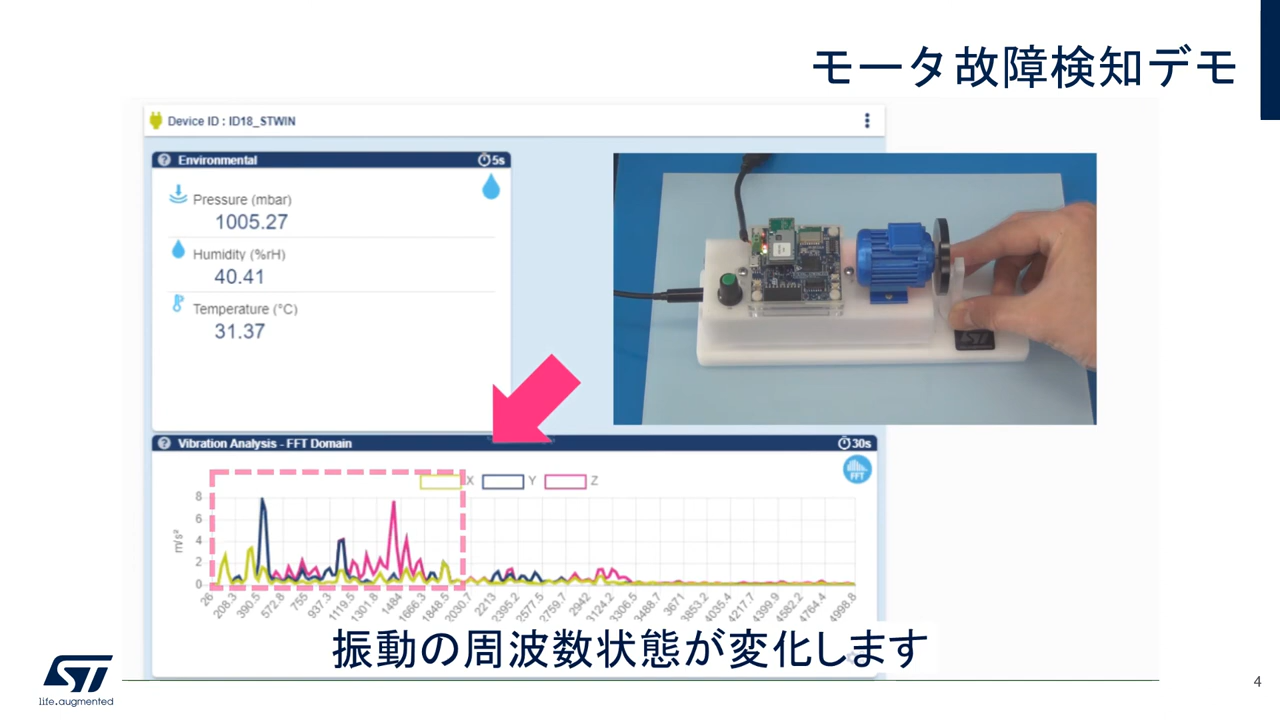 モータ故障検知デモ
Device ID : ID18_STWIN
Environmental
5s
Pressure (mbar)
1005.27
Humidity (%rH)
40.41
Temperature (°C)
31.37
Vibration Analysis - FFT Domain
30s
FFT
X Y Z
m/s²
8
6
4
2
0
26 208.3 390.5 572.8 755 937.3 1119.5 1301.8 1484 1666.3 1848.5 2030.7 2213 2395.2 2577.5 2759.7 2942 3124.2 3306.5 3488.7 3671 3853.2 4035.4 4217.7 4399.9 4582.2 4764.4 4998.8
振動の周波数状態が変化します
ST
life.augmented
4